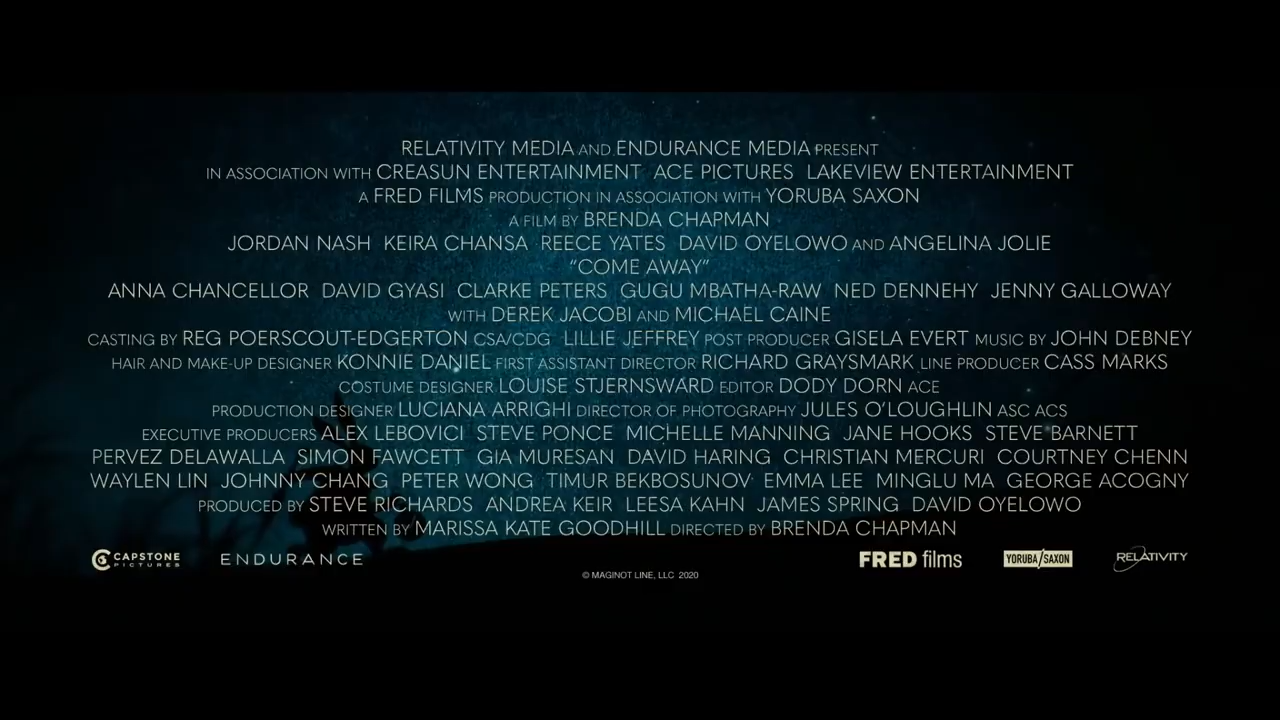 RELATIVITY MEDIA AND ENDURANCE MEDIA PRESENT
IN ASSOCIATION WITH CREASUN ENTERTAINMENT ACE PICTURES LAKEVIEW ENTERTAINMENT
A FRED FILMS PRODUCTION IN ASSOCIATION WITH YORUBA SAXON
A FILM BY BRENDA CHAPMAN
JORDAN NASH KEIRA CHANSA REECE YATES DAVID OYELOWO AND ANGELINA JOLIE
"COME AWAY"
ANNA CHANCELLOR DAVID GYASI CLARKE PETERS GUGU MBATHA-RAW NED DENNEHY JENNY GALLOWAY
WITH DEREK JACOBI AND MICHAEL CAINE
CASTING BY REG POERSCOUT-EDGERTON CSA/CDG LILLIE JEFFREY POST PRODUCER GISELA EVERT MUSIC BY JOHN DEBNEY
HAIR AND MAKE-UP DESIGNER KONNIE DANIEL FIRST ASSISTANT DIRECTOR RICHARD GRAYSMARK LINE PRODUCER CASS MARKS
COSTUME DESIGNER LOUISE STJERNSWARD EDITOR DODY DORN ACE
PRODUCTION DESIGNER LUCIANA ARRIGHI DIRECTOR OF PHOTOGRAPHY JULES O'LOUGHLIN ASC ACS
EXECUTIVE PRODUCERS ALEX LEBOVICI STEVE PONCE MICHELLE MANNING JANE HOOKS STEVE BARNETT
PERVEZ DELAWALLA SIMON FAWCETT GIA MURESAN DAVID HARING CHRISTIAN MERCURI COURTNEY CHENN
WAYLEN LIN JOHNNY CHANG PETER WONG TIMUR BEKBOSUNOV EMMA LEE MINGLU MA GEORGE ACOGNY
PRODUCED BY STEVE RICHARDS ANDREA KEIR LEESA KAHN JAMES SPRING DAVID OYELOWO
WRITTEN BY MARISSA KATE GOODHILL DIRECTED BY BRENDA CHAPMAN
CAPSTONE PICTURES ENDURANCE FRED films YORUBA/SAXON RELATIVITY
© MAGINOT LINE, LLC 2020